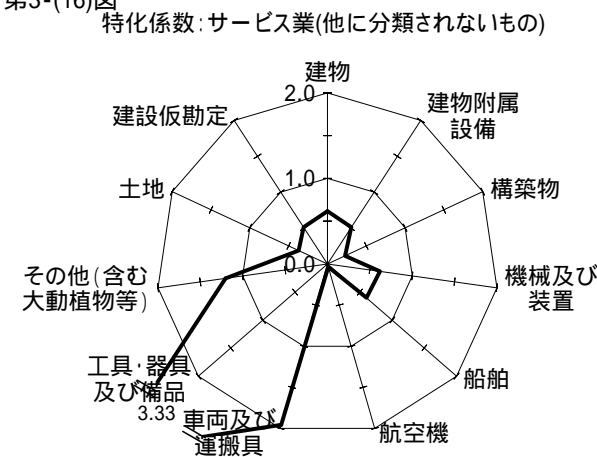 第3-(16)図
特化係数:サービス業(他に分類されないもの)
建物
2.0
建物附属
設備
建設仮勘定
1.0
土地
構築物
0.0
その他(含む
大動植物等)
機械及び
装置
工具・器具
及び備品
3.33
船舶
車両及び
運搬具
航空機